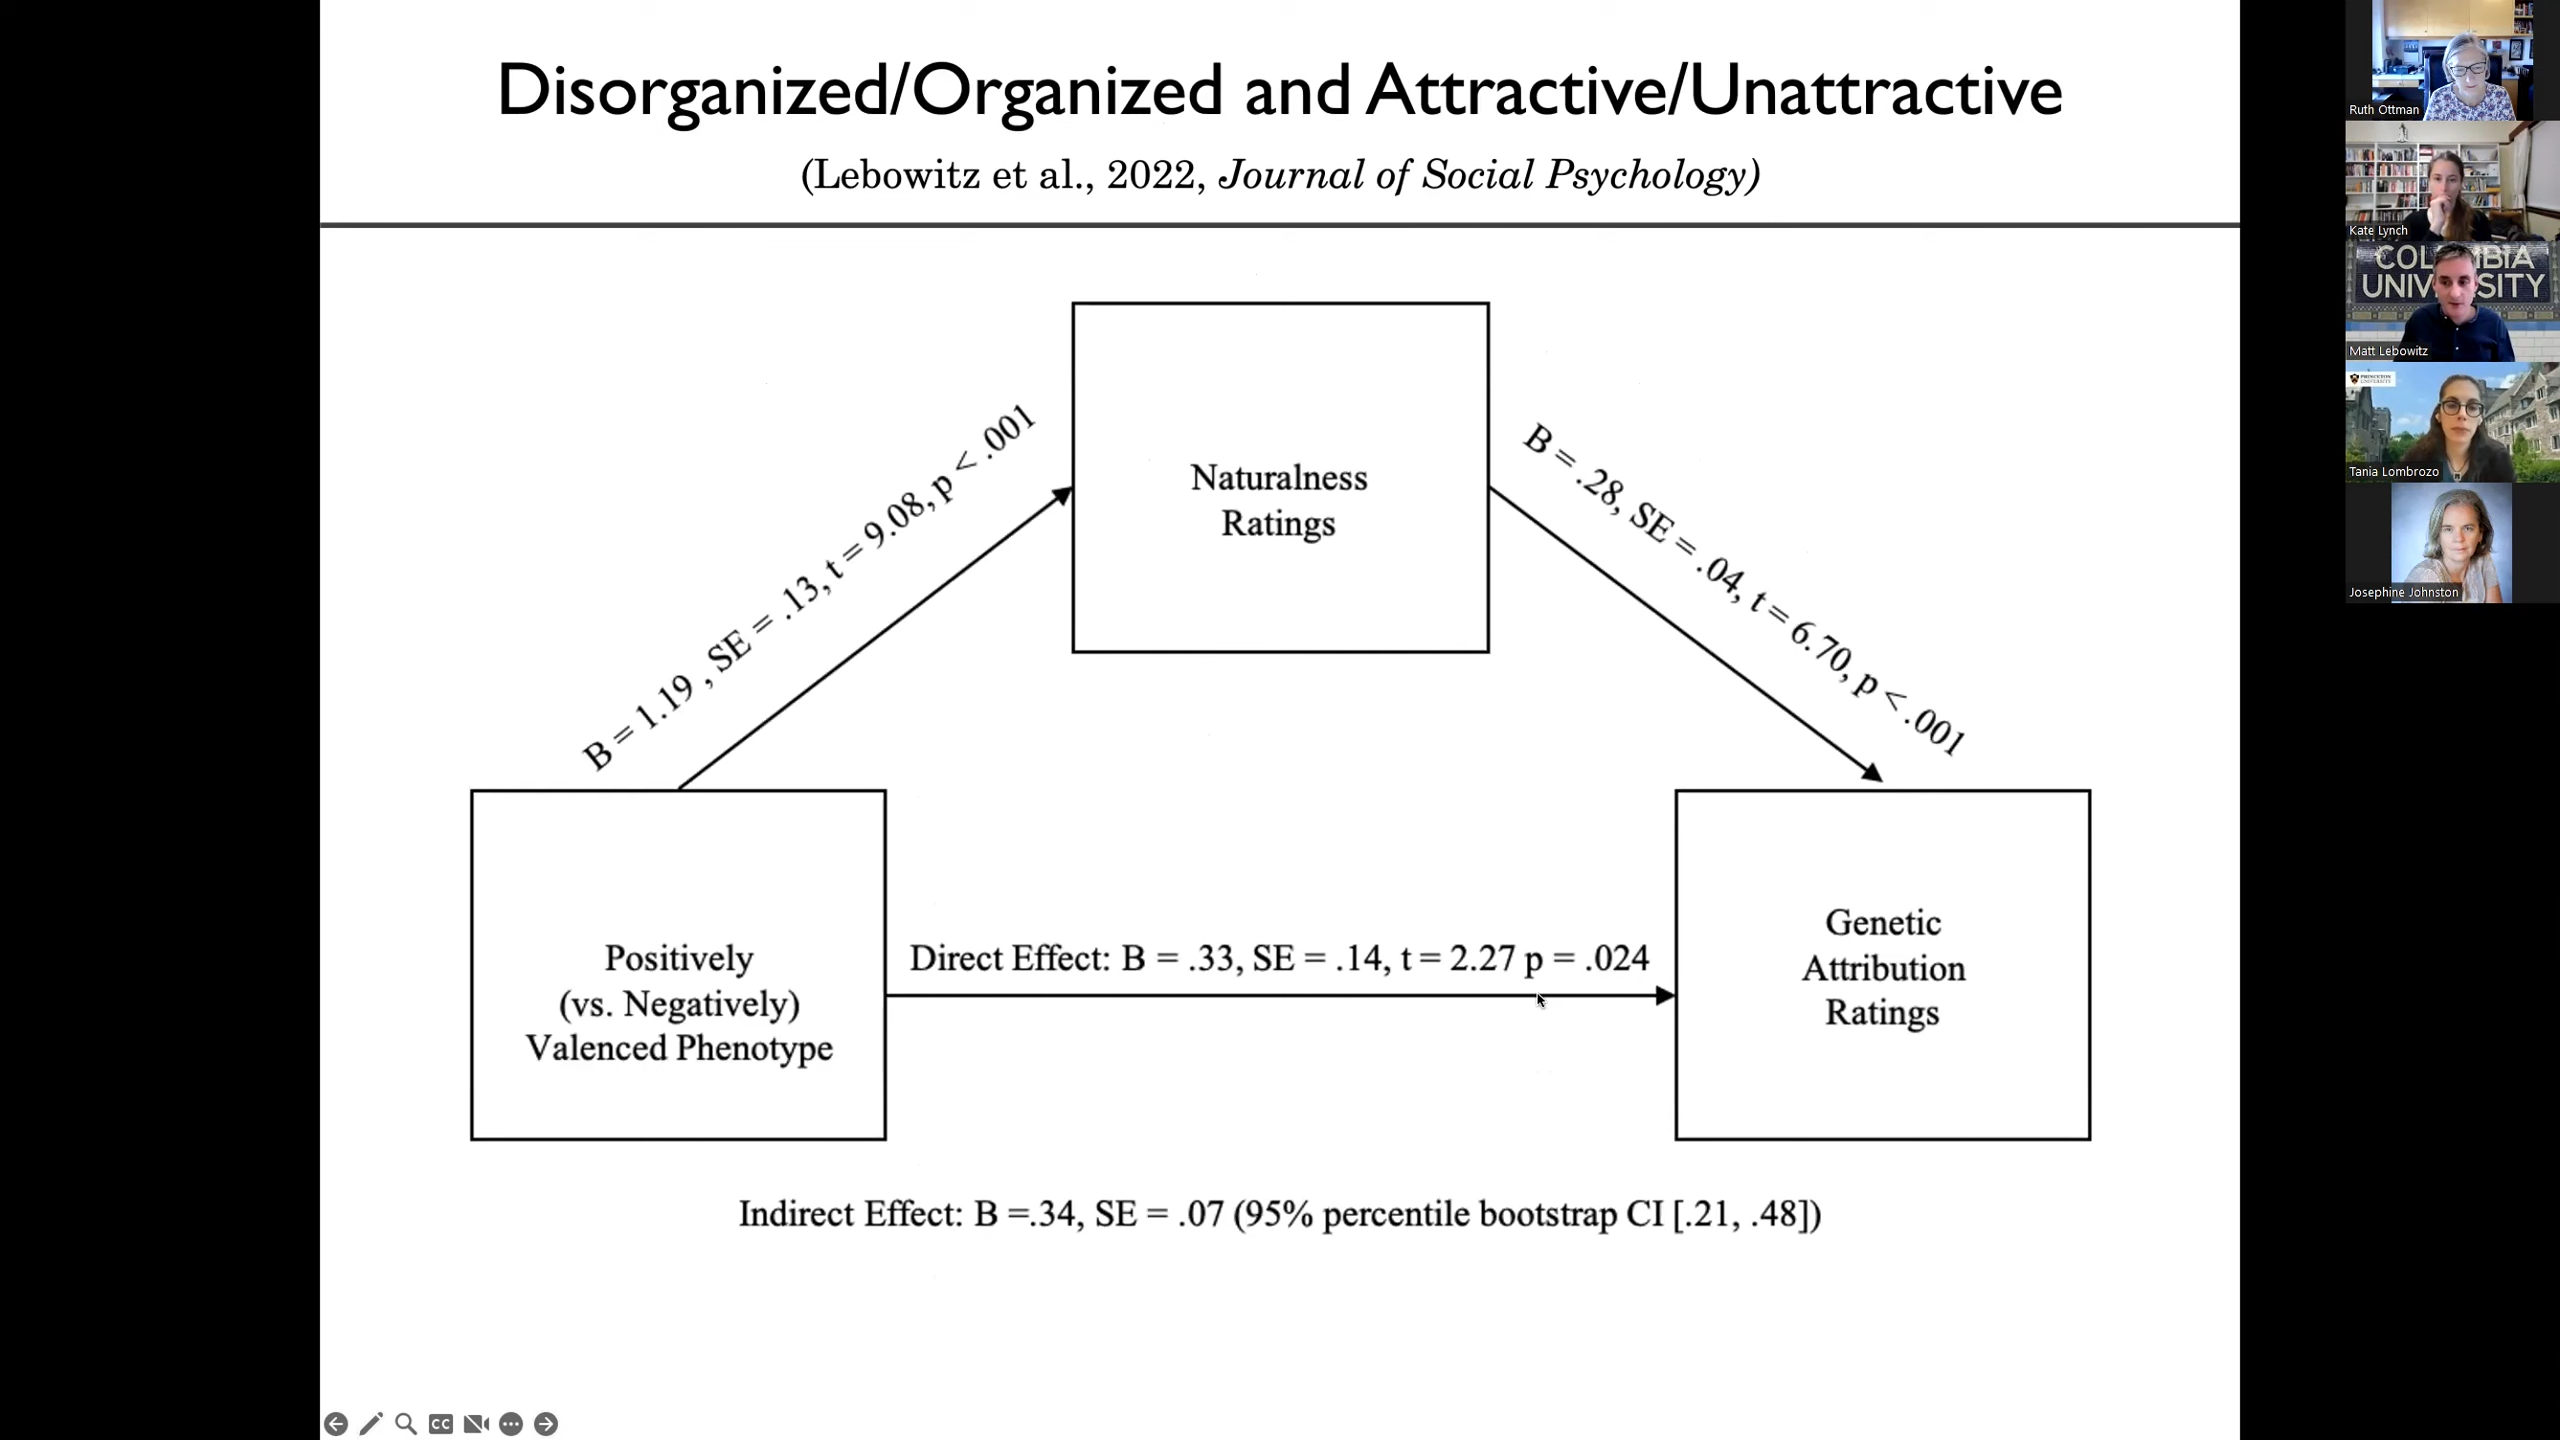 Disorganized/Organized and Attractive/Unattractive
(Lebowitz et al., 2022, Journal of Social Psychology)
B = 1.19 , SE = .13, t = 9.08, p < .001
Naturalness
Ratings
B = .28, SE = .04, t = 6.70, p < .001
Positively
(vs. Negatively)
Valenced Phenotype
Direct Effect: B = .33, SE = .14, t = 2.27 p = .024
Genetic
Attribution
Ratings
Indirect Effect: B =.34, SE = .07 (95% percentile bootstrap CI [.21, .48])
CC
Ruth Ottman
Kate Lynch
COLUMBIA
UNIVERSITY
Matt Lebowitz
PRINCETON
UNIVERSITY
Tania Lombrozo
Josephine Johnston